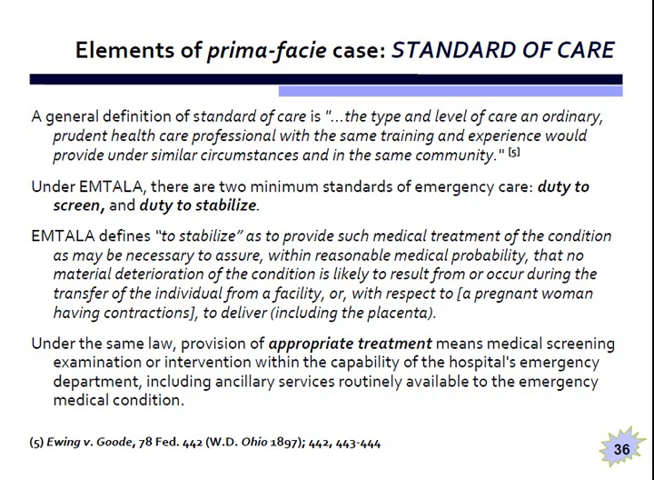 Elements of prima-facie case: STANDARD OF CARE
A general definition of standard of care is "...the type and level of care an ordinary,
prudent health care professional with the same training and experience would
provide under similar circumstances and in the same community." [5]
Under EMTALA, there are two minimum standards of emergency care: duty to
screen, and duty to stabilize.
EMTALA defines "to stabilize" as to provide such medical treatment of the condition
as may be necessary to assure, within reasonable medical probability, that no
material deterioration of the condition is likely to result from or occur during the
transfer of the individual from a facility, or, with respect to [a pregnant woman
having contractions], to deliver (including the placenta).
Under the same law, provision of appropriate treatment means medical screening
examination or intervention within the capability of the hospital's emergency
department, including ancillary services routinely available to the emergency
medical condition.
(5) Ewing v. Goode, 78 Fed. 442 (W.D. Ohio 1897); 442, 443-444
36